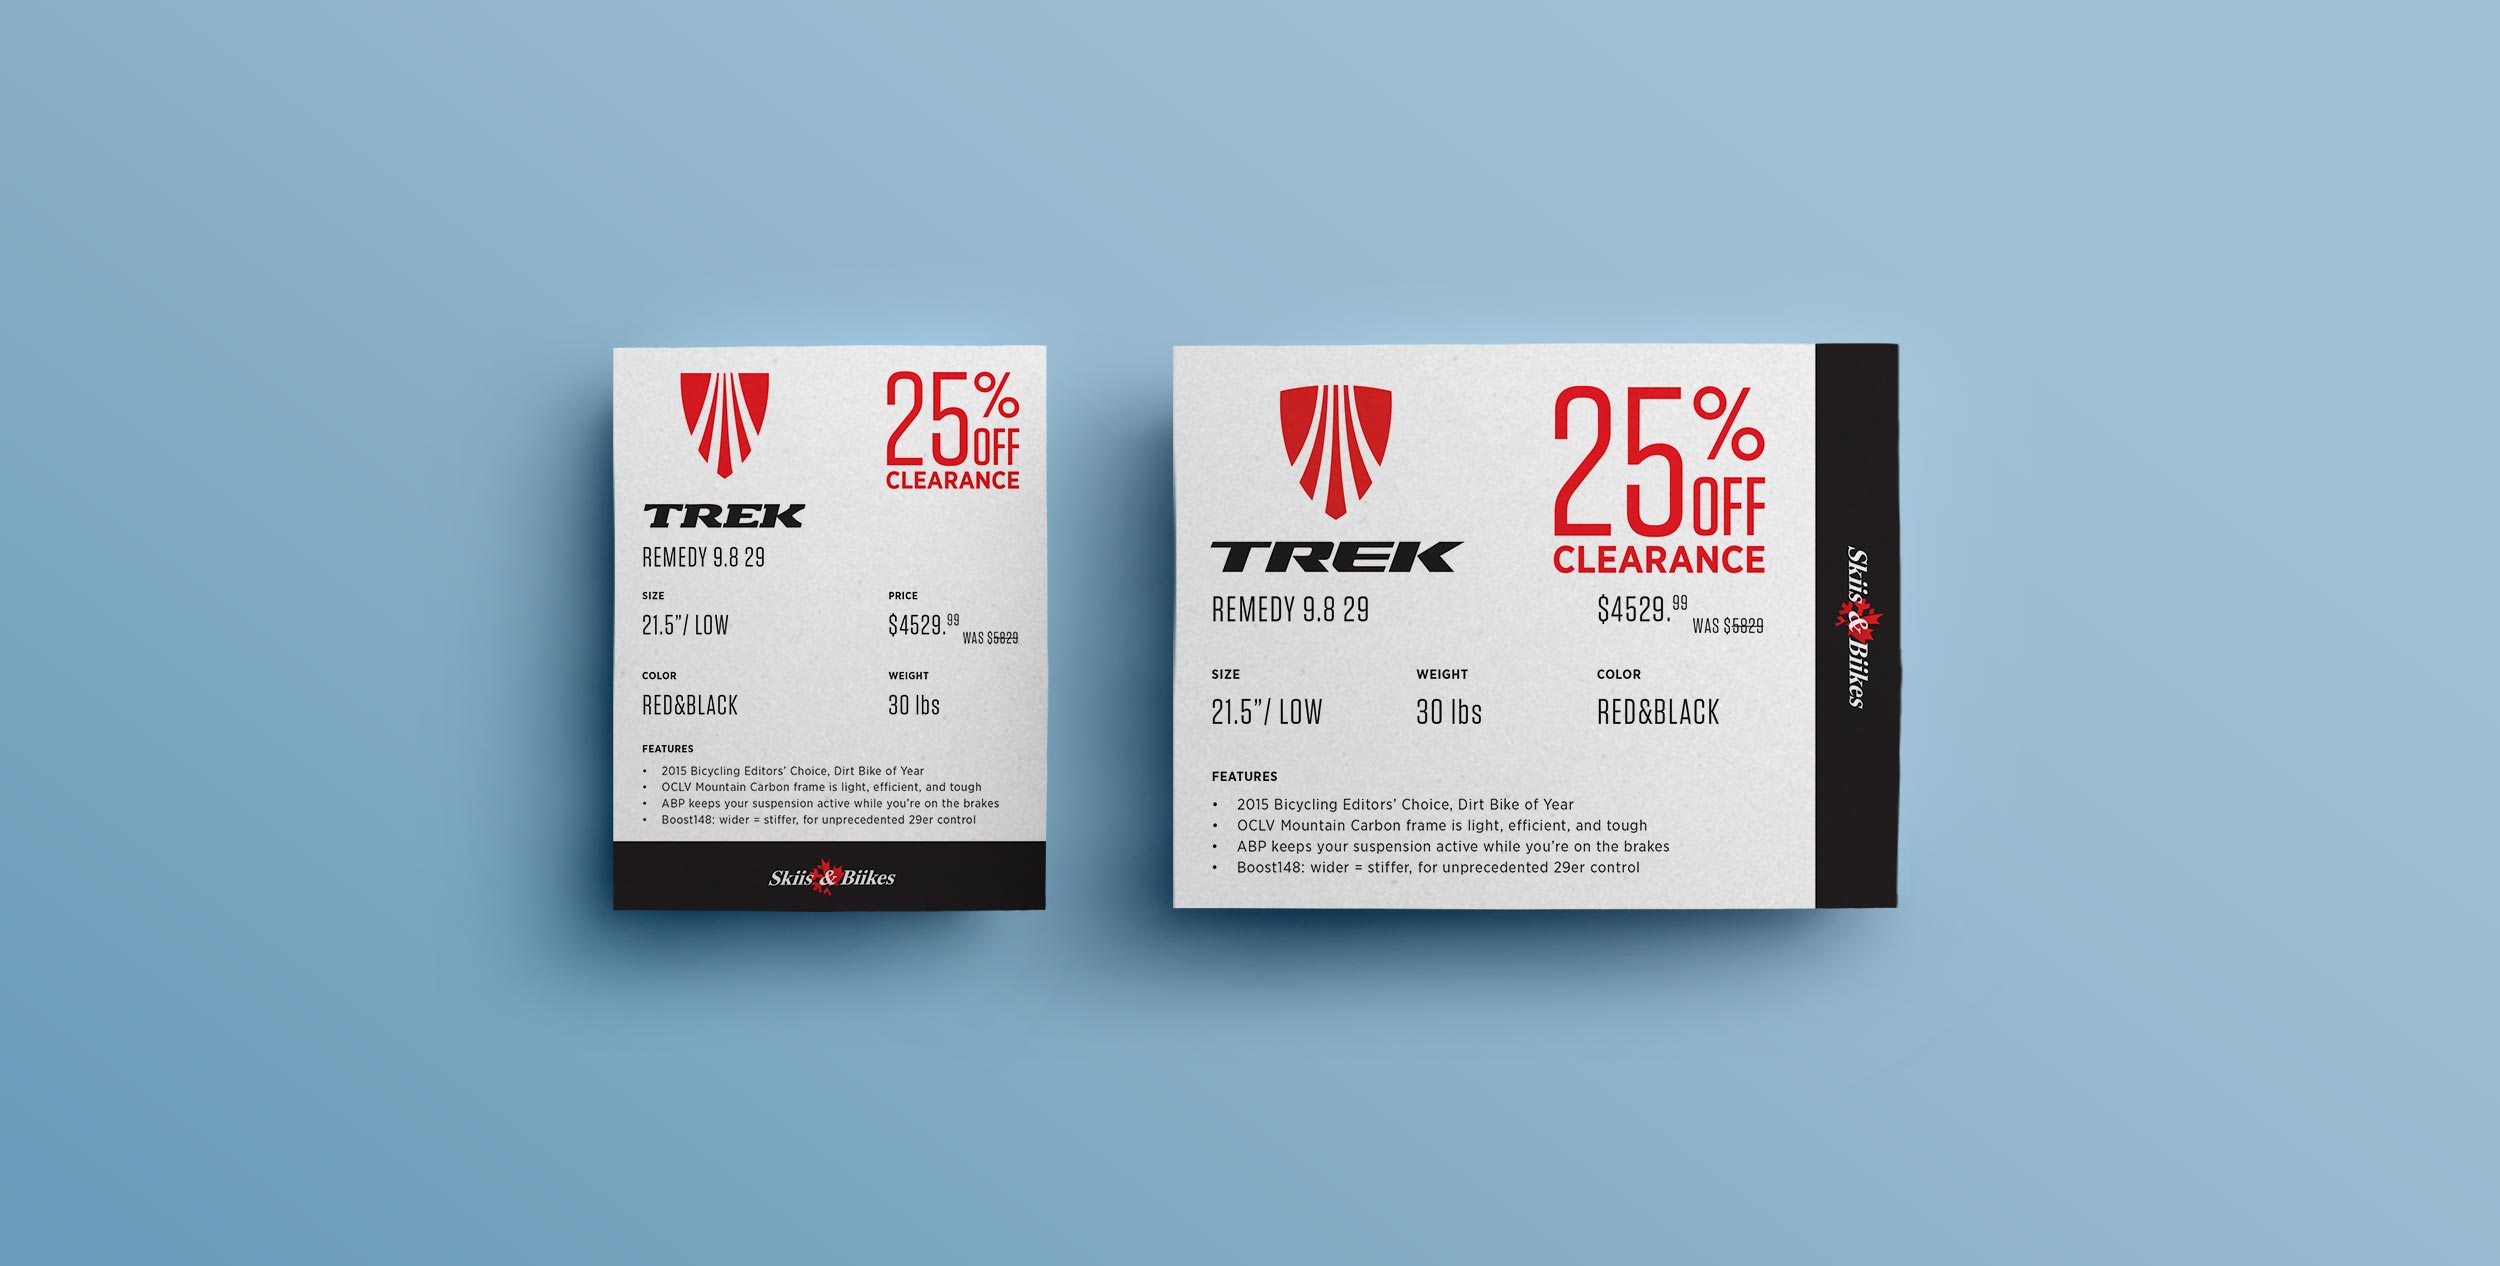 25% OFF
CLEARANCE
TREK
REMEDY 9.8 29
SIZE
21.5”/ LOW
PRICE
$4529.99 WAS $5829
COLOR
RED&BLACK
WEIGHT
30 lbs
FEATURES
• 2015 Bicycling Editors’ Choice, Dirt Bike of Year
• OCLV Mountain Carbon frame is light, efficient, and tough
• ABP keeps your suspension active while you’re on the brakes
• Boost148: wider = stiffer, for unprecedented 29er control
Skiis & Biikes
25% OFF
CLEARANCE
TREK
REMEDY 9.8 29
$4529.99 WAS $5829
SIZE
21.5”/ LOW
WEIGHT
30 lbs
COLOR
RED&BLACK
FEATURES
• 2015 Bicycling Editors’ Choice, Dirt Bike of Year
• OCLV Mountain Carbon frame is light, efficient, and tough
• ABP keeps your suspension active while you’re on the brakes
• Boost148: wider = stiffer, for unprecedented 29er control
Skiis & Biikes